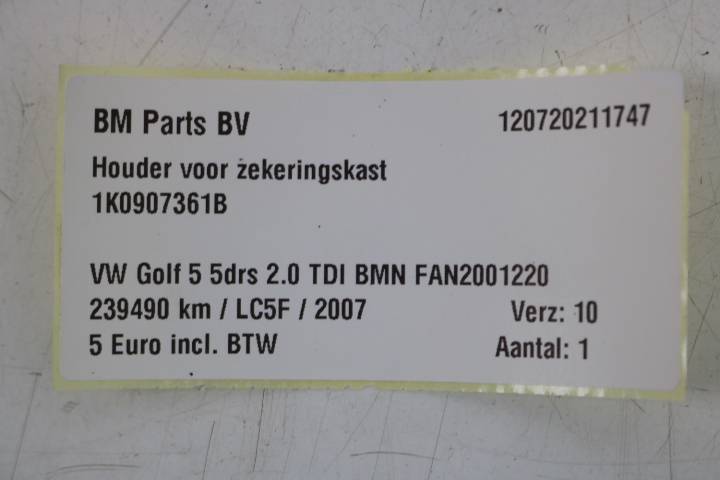 BM Parts BV 120720211747
Houder voor zekeringskast
1K0907361B
VW Golf 5 5drs 2.0 TDI BMN FAN2001220
239490 km / LC5F / 2007 Verz: 10
5 Euro incl. BTW Aantal: 1